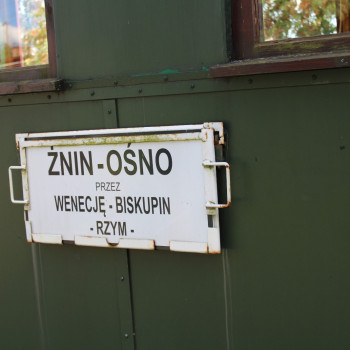 ŻNIN - OŚNO
PRZEZ
WENECJĘ - BISKUPIN
- RZYM -